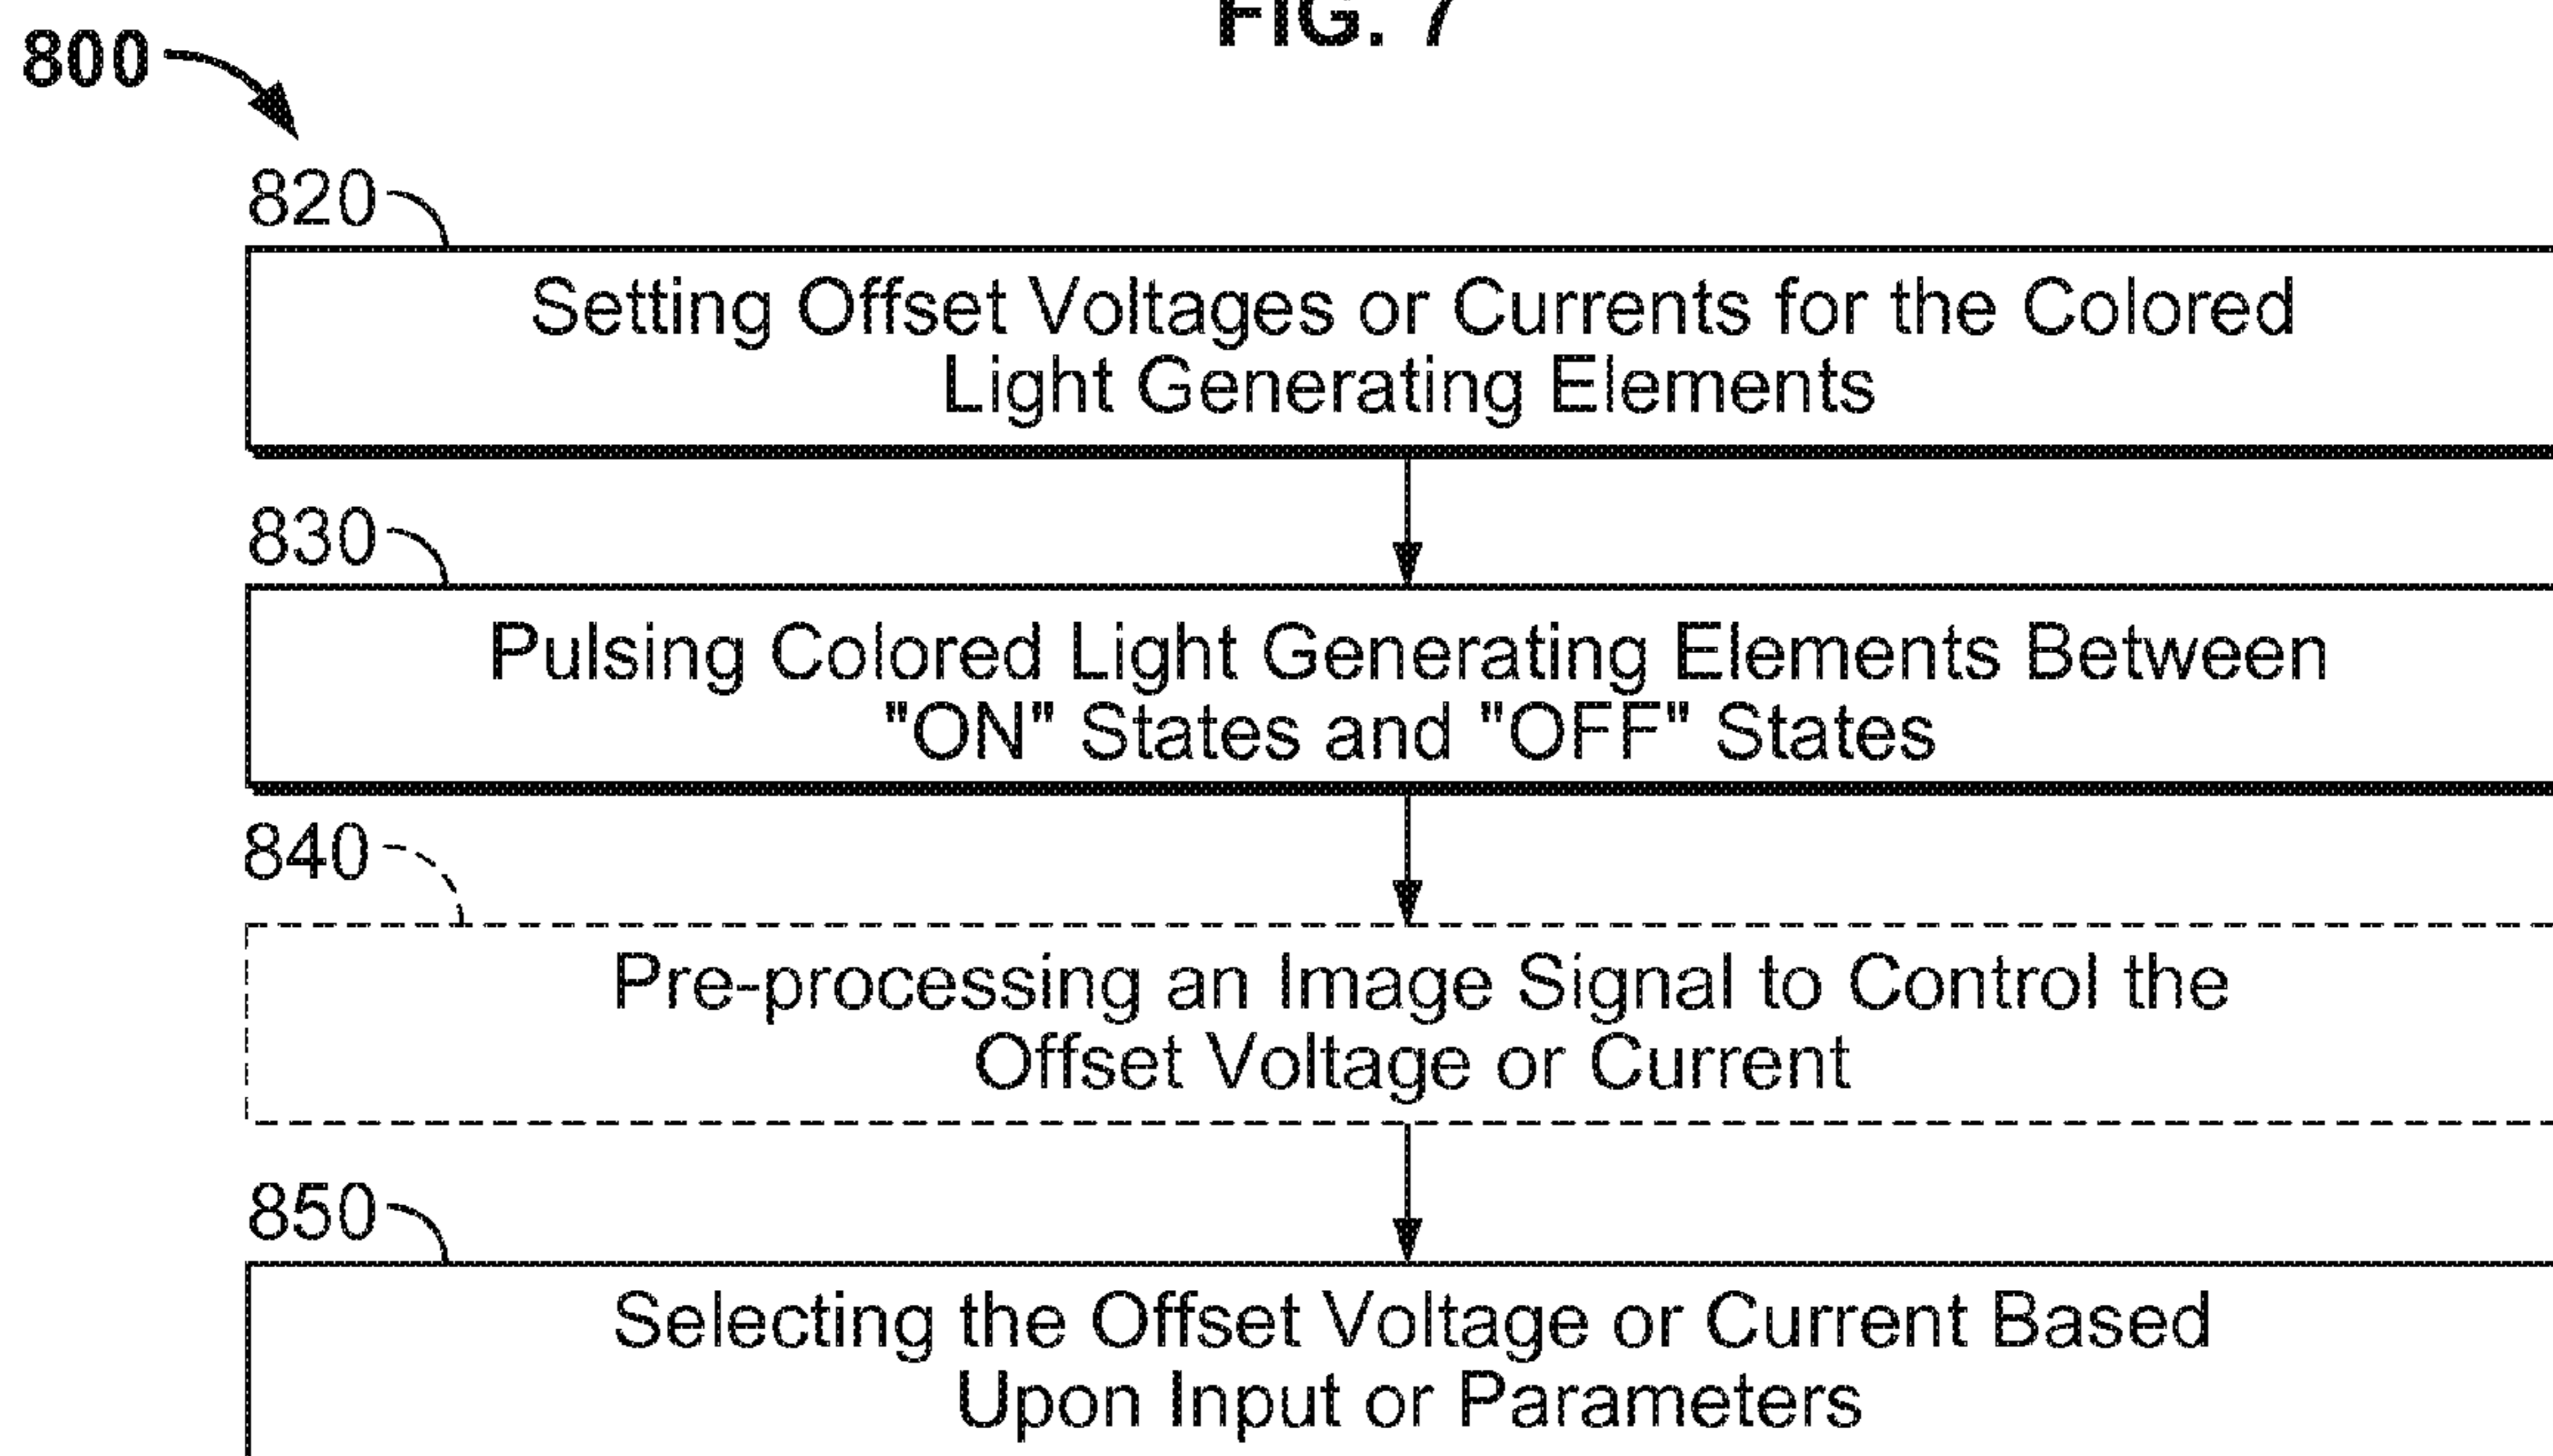 FIG. 7
800
820
Setting Offset Voltages or Currents for the Colored
Light Generating Elements
830
Pulsing Colored Light Generating Elements Between
"ON" States and "OFF" States
840
Pre-processing an Image Signal to Control the
Offset Voltage or Current
850
Selecting the Offset Voltage or Current Based
Upon Input or Parameters